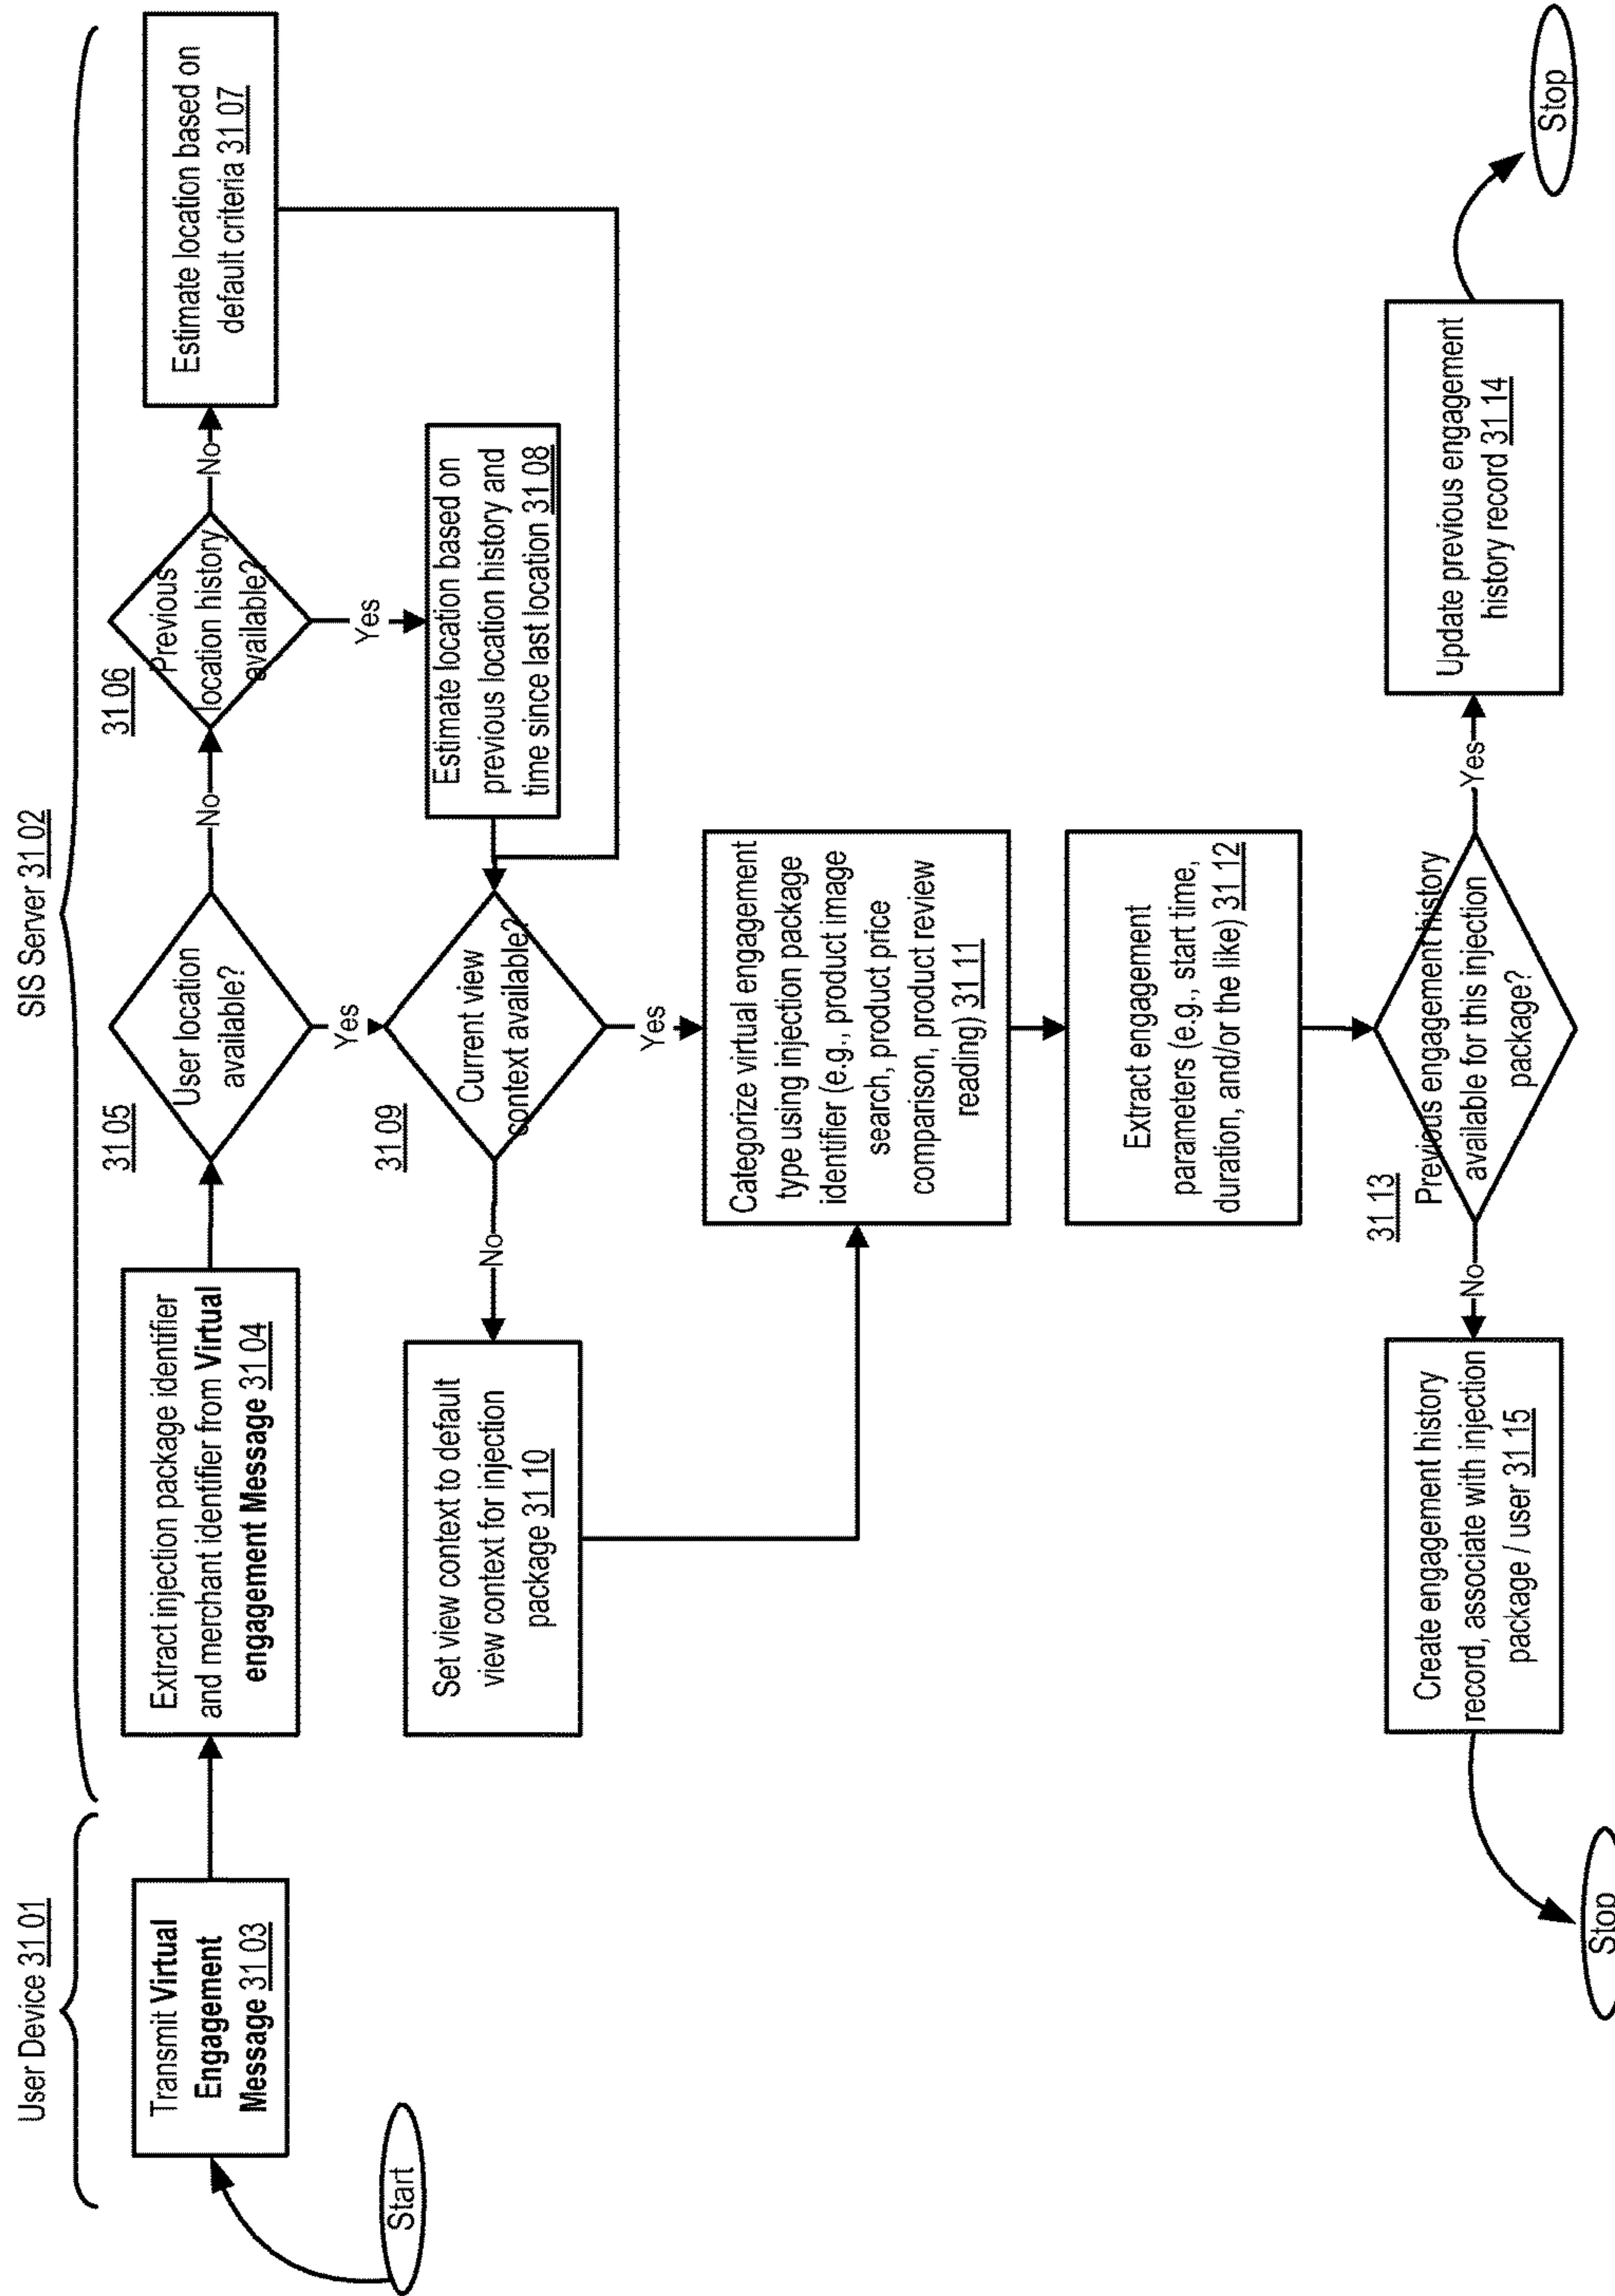 User Device 31 01
SIS Server 31 02
Start
Transmit Virtual
Engagement
Message 31 03
Extract injection package identifier
and merchant identifier from Virtual
engagement Message 31 04
31 05
User location
available?
No
Yes
31 06
Previous
location history
available?
No
Yes
Estimate location based on
default criteria 31 07
Estimate location based on
previous location history and
time since last location 31 08
31 09
Current view
context available?
No
Yes
Set view context to default
view context for injection
package 31 10
Categorize virtual engagement
type using injection package
identifier (e.g., product image
search, product price
comparison, product review
reading) 31 11
Extract engagement
parameters (e.g., start time,
duration, and/or the like) 31 12
31 13
Previous engagement history
available for this injection
package?
No
Yes
Create engagement history
record, associate with injection
package / user 31 15
Stop
Update previous engagement
history record 31 14
Stop